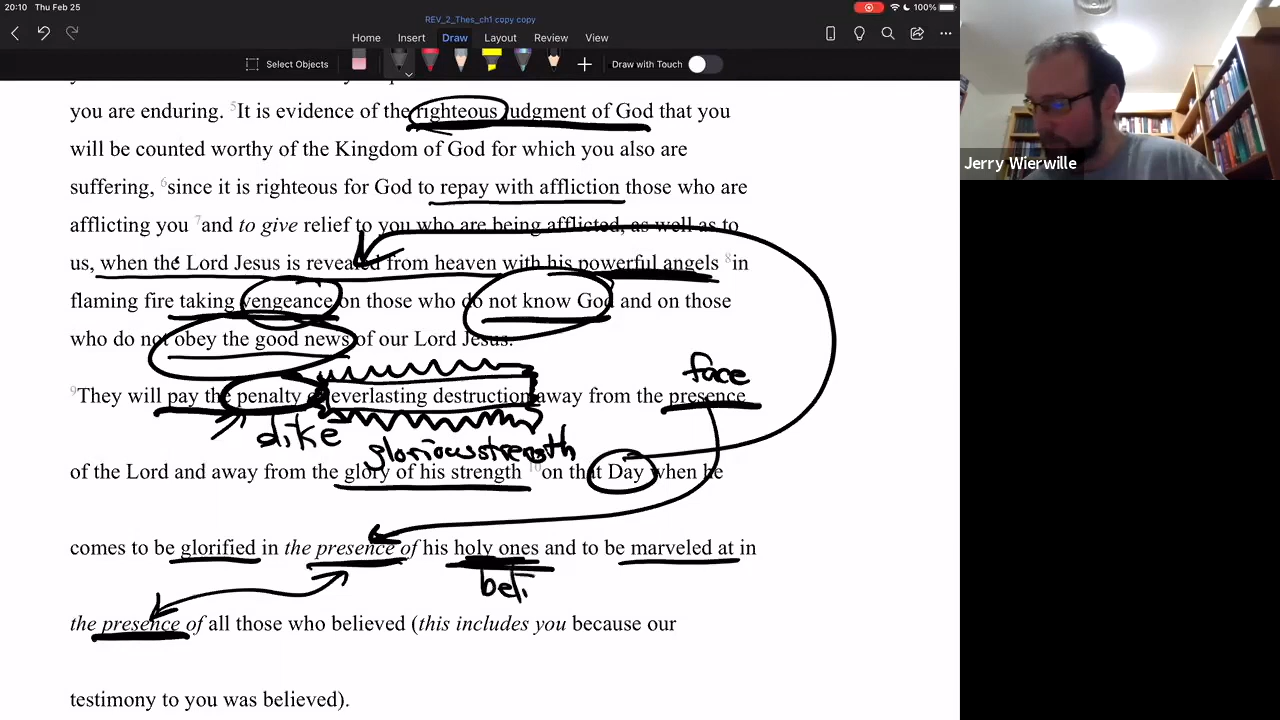 20:10 Thu Feb 25
100%
REV_2_Thes_ch1 copy copy
Home Insert Draw Layout Review View
Select Objects
Draw with Touch
you are enduring. 5It is evidence of the righteous judgment of God that you
will be counted worthy of the Kingdom of God for which you also are
suffering, 6since it is righteous for God to repay with affliction those who are
afflicting you 7and to give relief to you who are being afflicted, as well as to
us, when the Lord Jesus is revealed from heaven with his powerful angels 8in
flaming fire taking vengeance on those who do not know God and on those
who do not obey the good news of our Lord Jesus.
face
9They will pay the penalty of everlasting destruction away from the presence
dike
glorious strength
of the Lord and away from the glory of his strength 10on that Day when he
comes to be glorified in the presence of his holy ones and to be marveled at in
beli
the presence of all those who believed (this includes you because our
testimony to you was believed).
Jerry Wierwille